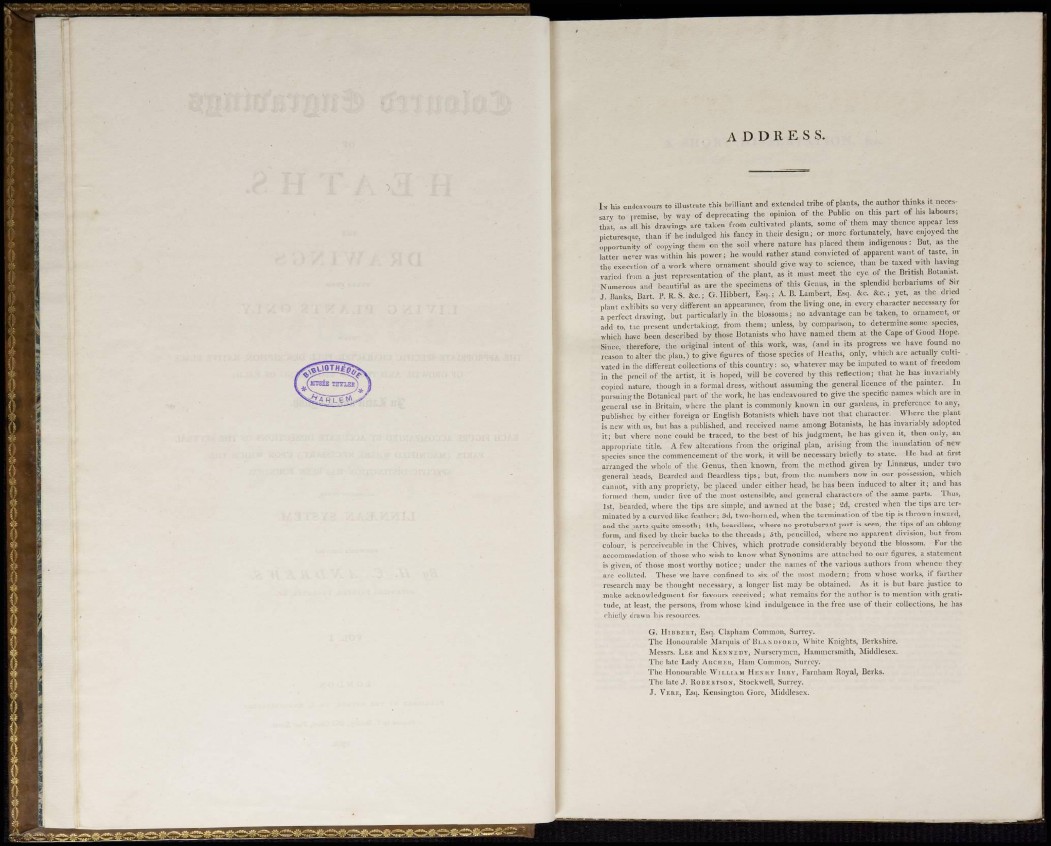 BIBLIOTHÈQUE
MUSÉE TEYLER
* HARLEM *
ADDRESS.
In his endeavours to illustrate this brilliant and extended tribe of plants, the author thinks it neces-
sary to premise, by way of deprecating the opinion of the Public on this part of his labours;
that, as all his drawings are taken from cultivated plants, some of them may thence appear less
picturesque, than if he indulged his fancy in their design; or more fortunately, have enjoyed the
opportunity of copying them on the soil where nature has placed them indigenous: But, as the
latter never was within his power; he would rather stand convicted of apparent want of taste, in
the execution of a work where ornament should give way to science, than be taxed with having
varied from a just representation of the plant, as it must meet the eye of the British Botanist.
Numerous and beautiful as are the specimens of this Genus, in the splendid herbariums of Sir
J. Banks, Bart. P. R. S. &c.; G. Hibbert, Esq.; A. B. Lambert, Esq. &c. &c.; yet, as the dried
plant exhibits so very different an appearance, from the living one, in every character necessary for
a perfect drawing, but particularly in the blossoms; no advantage can be taken, to ornament, or
add to, the present undertaking, from them; unless, by comparison, to determine some species,
which have been described by those Botanists who have named them at the Cape of Good Hope.
Since, therefore, the original intent of this work, was, (and in its progress we have found no
reason to alter the plan,) to give figures of those species of Heaths, only, which are actually culti-
vated in the different collections of this country: so, whatever may be imputed to want of freedom
in the pencil of the artist, it is hoped, will be covered by this reflection; that he has invariably
copied nature, though in a formal dress, without assuming the general licence of the painter. In
pursuing the Botanical part of the work, he has endeavoured to give the specific names which are in
general use in Britain, where the plant is commonly known in our gardens, in preference to any,
published by either foreign or English Botanists which have not that character. Where the plant
is new with us, but has a published, and received name among Botanists, he has invariably adopted
it; but where none could be traced, to the best of his judgment, he has given it, then only, an
appropriate title. A few alterations from the original plan, arising from the inundation of new
species since the commencement of the work, it will be necessary briefly to state. He had at first
arranged the whole of the Genus, then known, from the method given by Linnæus, under two
general heads, Bearded and Beardless tips; but, from the numbers now in our possession, which
cannot, with any propriety, be placed under either head, he has been induced to alter it; and has
formed them, under five of the most ostensible, and general characters of the same parts. Thus,
1st, bearded, where the tips are simple, and awned at the base; 2d, crested when the tips are ter-
minated by a curved like feather; 3d, two-horned, when the termination of the tip is thrown inward,
and the parts quite smooth; 4th, beardless, where no protuberant part is seen, the tips of an oblong
form, and fixed by their backs to the threads; 5th, pencilled, where no apparent division, but from
colour, is perceiveable in the Chives, which protrude considerably beyond the blossom. For the
accommodation of those who wish to know what Synonims are attached to our figures, a statement
is given, of those most worthy notice; under the names of the various authors from whence they
are collated. These we have confined to six of the most modern; from whose works, if farther
research may be thought necessary, a longer list may be obtained. As it is but bare justice to
make acknowledgment for favours received; what remains for the author is to mention with grati-
tude, at least, the persons, from whose kind indulgence in the free use of their collections, he has
chiefly drawn his resources.
G. Hibbert, Esq. Clapham Common, Surrey.
The Honourable Marquis of Blandford, White Knights, Berkshire.
Messrs. Lee and Kennedy, Nurserymen, Hammersmith, Middlesex.
The late Lady Archer, Ham Common, Surrey.
The Honourable William Henry Irby, Farnham Royal, Berks.
The late J. Robertson, Stockwell, Surrey.
J. Vere, Esq. Kensington Gore, Middlesex.